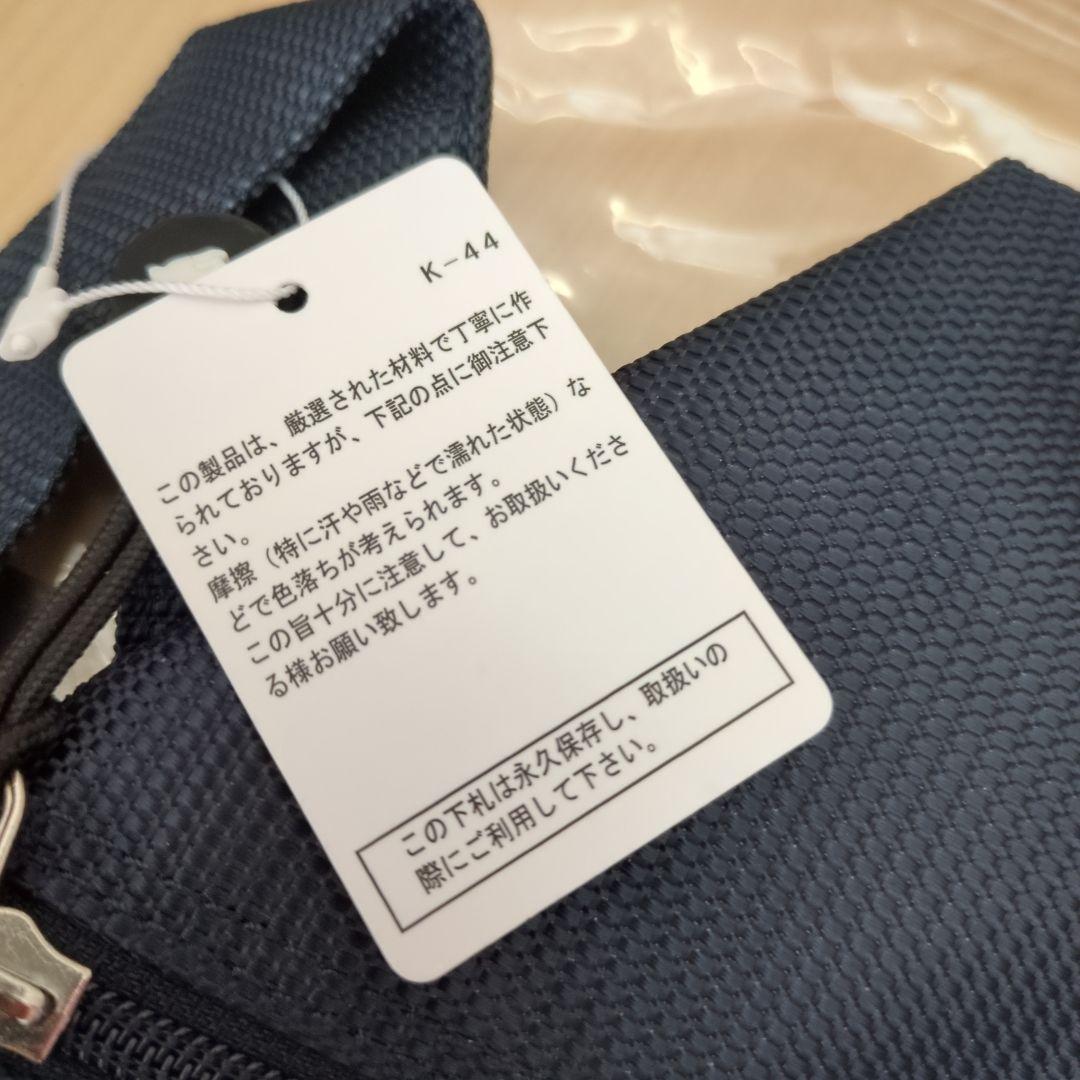 K-44
この製品は、厳選された材料で丁寧に作
られておりますが、下記の点に御注意下
さい。
摩擦（特に汗や雨などで濡れた状態）な
どで色落ちが考えられます。
この旨十分に注意して、お取扱いくださ
る様お願い致します。
この下札は永久保存し、取扱いの
際にご利用して下さい。